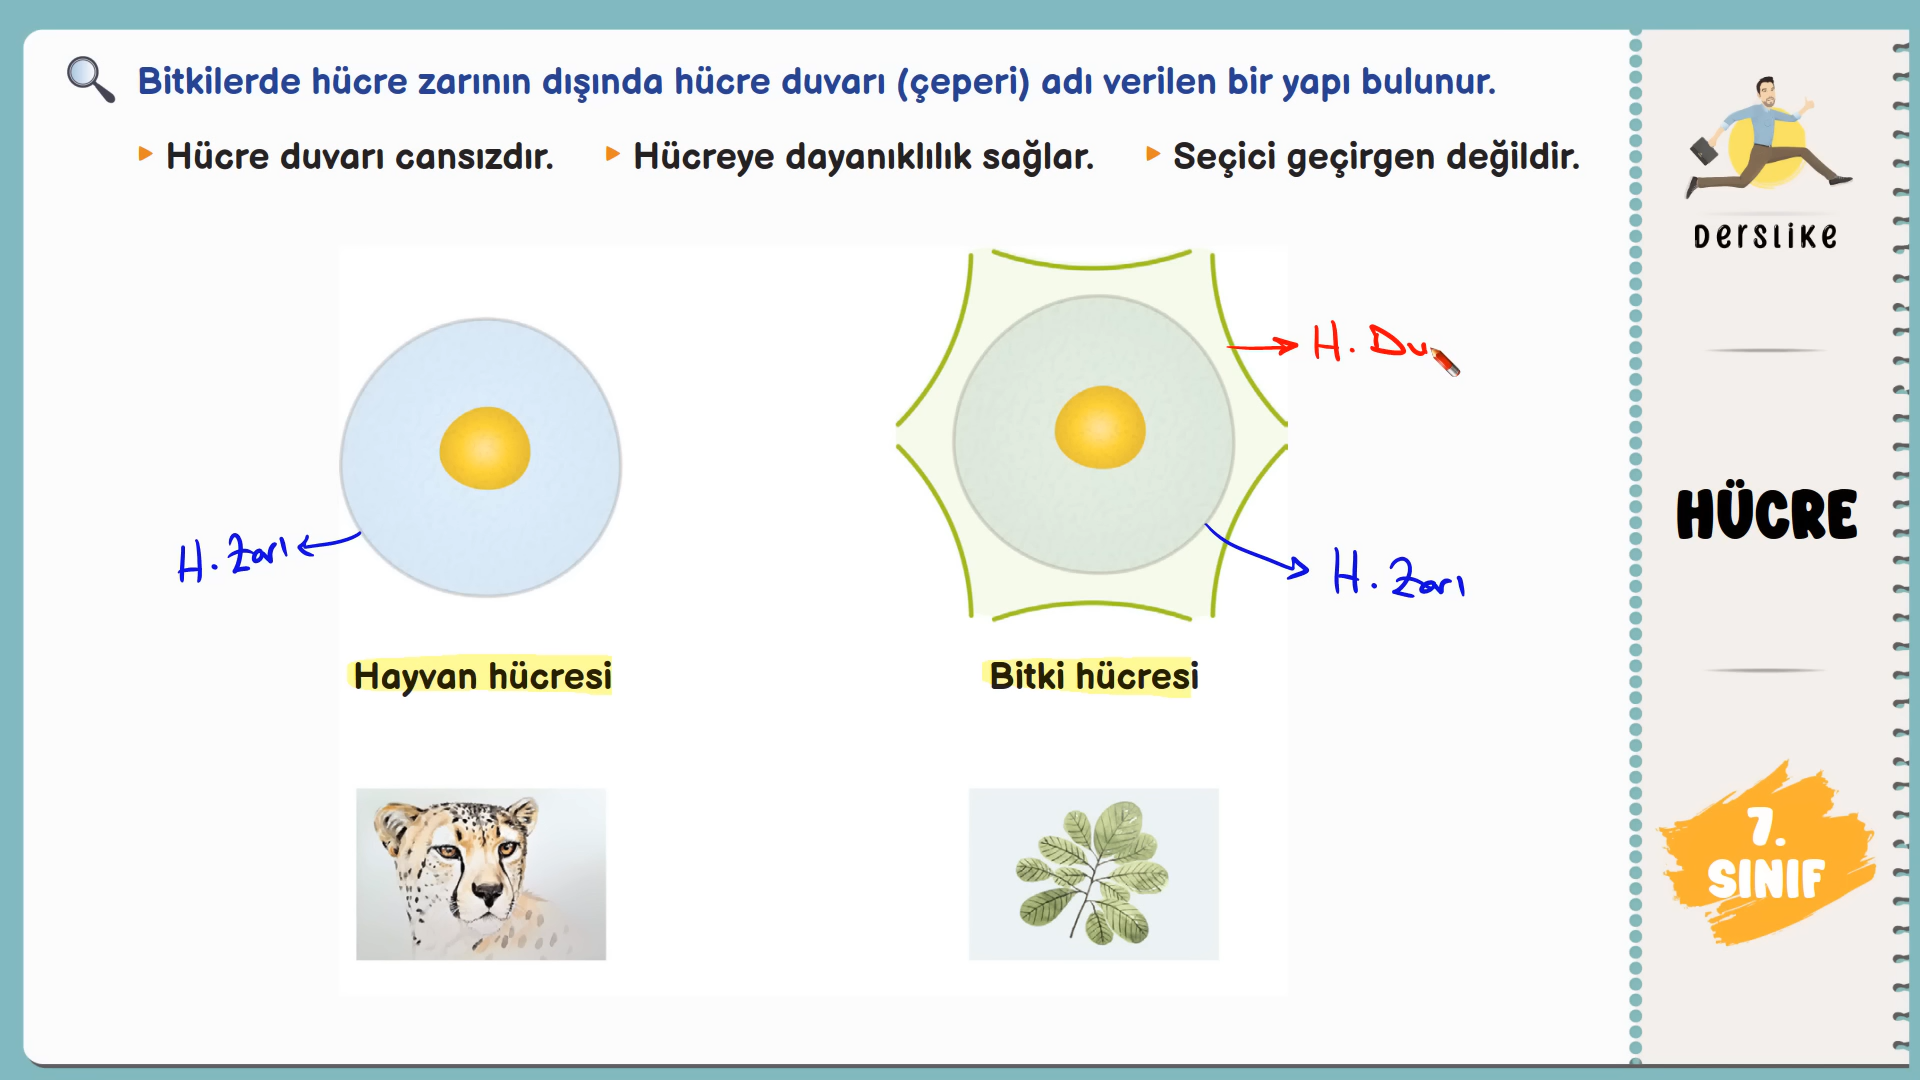 Bitkilerde hücre zarının dışında hücre duvarı (çeperi) adı verilen bir yapı bulunur.
Hücre duvarı cansızdır.
Hücreye dayanıklılık sağlar.
Seçici geçirgen değildir.
H. Du
H. Zarı
H. Zarı
Hayvan hücresi
Bitki hücresi
DERSLIKE
HÜCRE
7.
SINIF